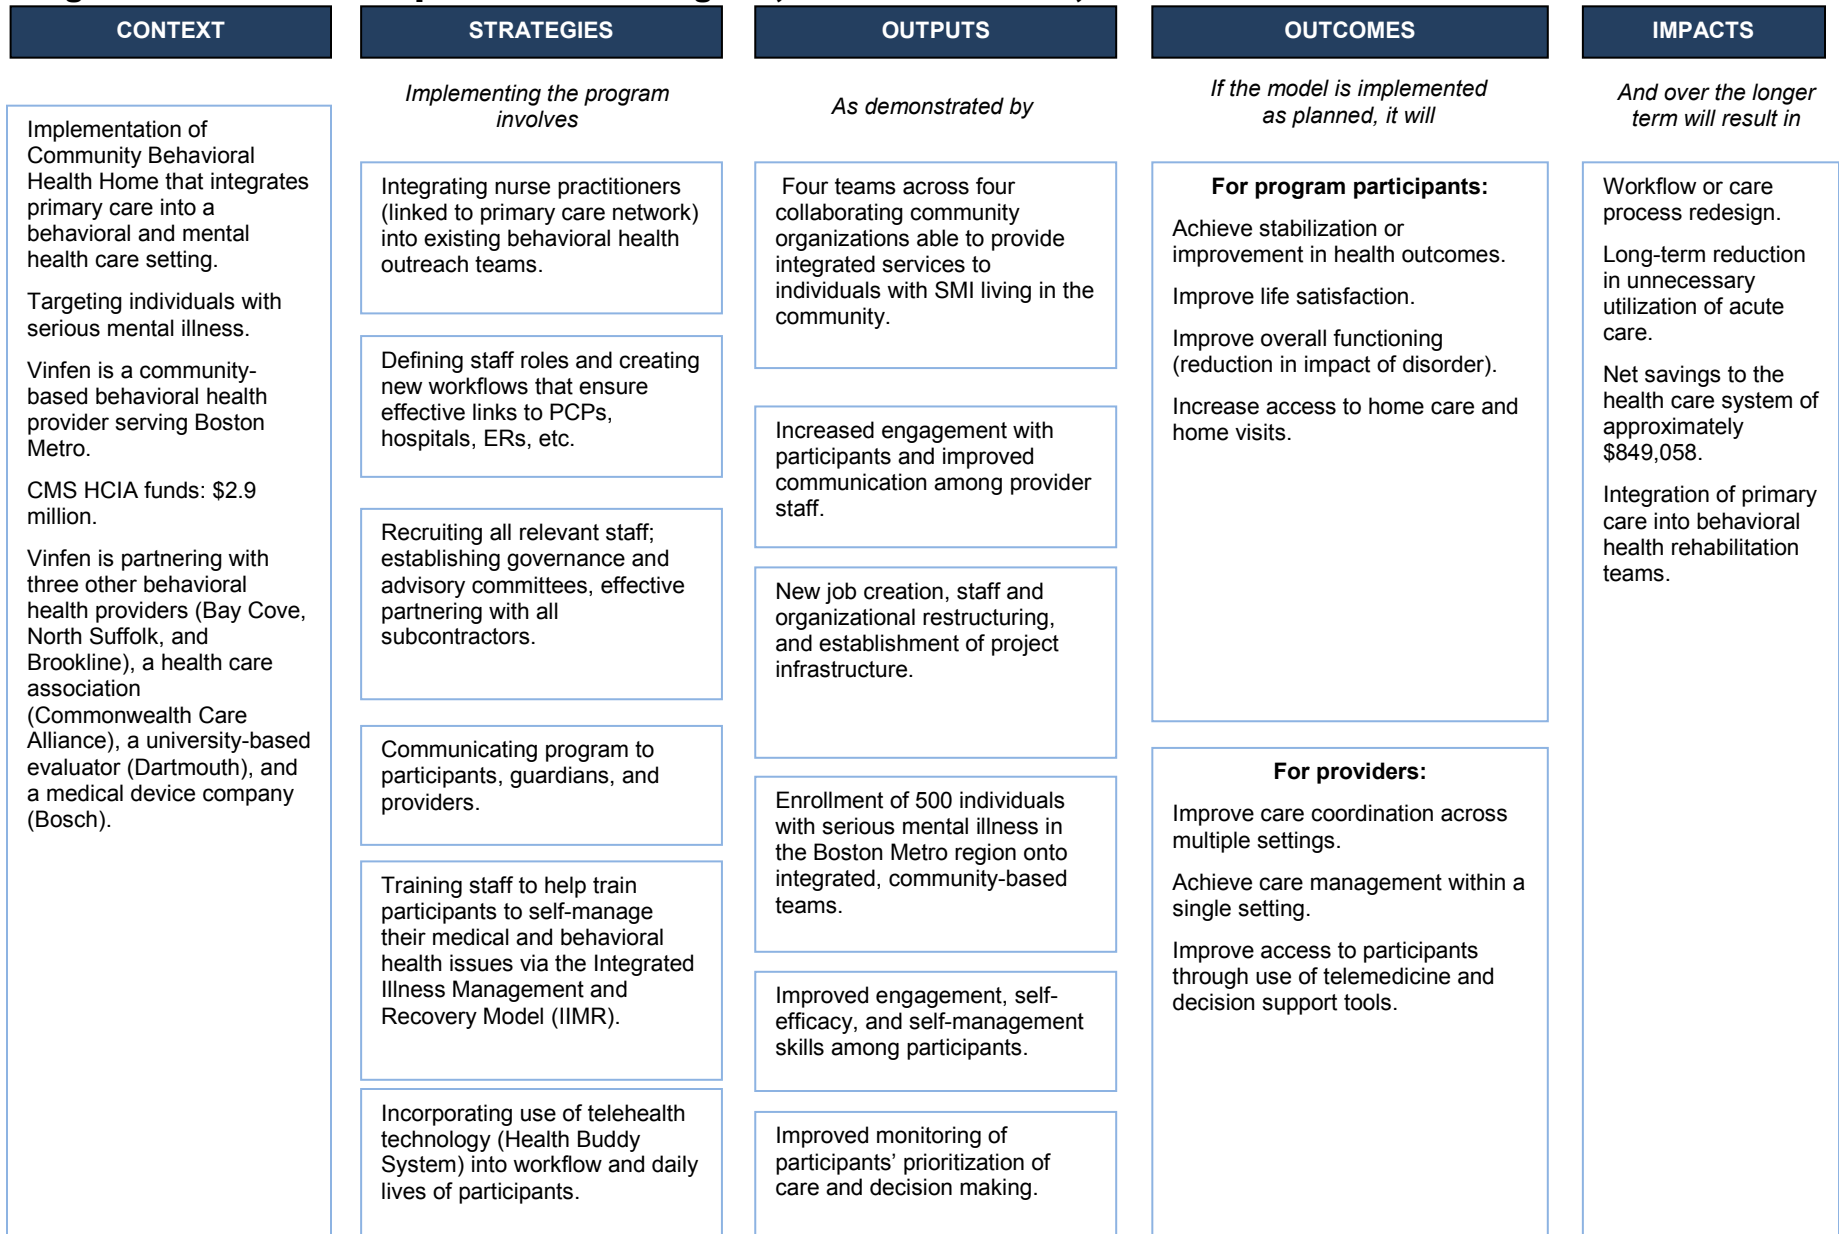 CONTEXT
Implementation of
Community Behavioral
Health Home that integrates
primary care into a
behavioral and mental
health care setting.
Targeting individuals with
serious mental illness.
Vinfen is a community-
based behavioral health
provider serving Boston
Metro.
CMS HCIA funds: $2.9
million.
Vinfen is partnering with
three other behavioral
health providers (Bay Cove,
North Suffolk, and
Brookline), a health care
association
(Commonwealth Care
Alliance), a university-based
evaluator (Dartmouth), and
a medical device company
(Bosch).
STRATEGIES
Implementing the program
involves
Integrating nurse practitioners
(linked to primary care network)
into existing behavioral health
outreach teams.
Defining staff roles and creating
new workflows that ensure
effective links to PCPs,
hospitals, ERs, etc.
Recruiting all relevant staff;
establishing governance and
advisory committees, effective
partnering with all
subcontractors.
Communicating program to
participants, guardians, and
providers.
Training staff to help train
participants to self-manage
their medical and behavioral
health issues via the Integrated
Illness Management and
Recovery Model (IIMR).
Incorporating use of telehealth
technology (Health Buddy
System) into workflow and daily
lives of participants.
OUTPUTS
As demonstrated by
Four teams across four
collaborating community
organizations able to provide
integrated services to
individuals with SMI living in the
community.
Increased engagement with
participants and improved
communication among provider
staff.
New job creation, staff and
organizational restructuring,
and establishment of project
infrastructure.
Enrollment of 500 individuals
with serious mental illness in
the Boston Metro region onto
integrated, community-based
teams.
Improved engagement, self-
efficacy, and self-management
skills among participants.
Improved monitoring of
participants’ prioritization of
care and decision making.
OUTCOMES
If the model is implemented
as planned, it will
For program participants:
Achieve stabilization or
improvement in health outcomes.
Improve life satisfaction.
Improve overall functioning
(reduction in impact of disorder).
Increase access to home care and
home visits.
For providers:
Improve care coordination across
multiple settings.
Achieve care management within a
single setting.
Improve access to participants
through use of telemedicine and
decision support tools.
IMPACTS
And over the longer
term will result in
Workflow or care
process redesign.
Long-term reduction
in unnecessary
utilization of acute
care.
Net savings to the
health care system of
approximately
$849,058.
Integration of primary
care into behavioral
health rehabilitation
teams.